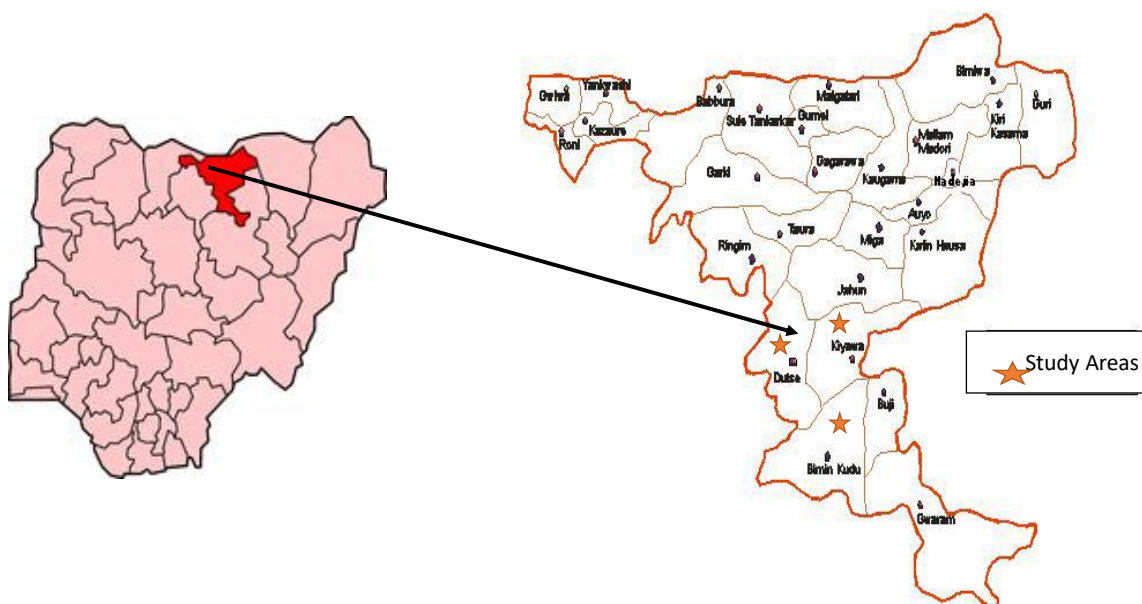 Birniwa
Gwiwa
Yankwashi
Babbura
Maigatari
Guri
Sule Tankarkar
Gumel
Kiri
Kasama
Roni
Kazaure
Mallam
Madori
Garki
Gagarawa
Kaugama
Hadejia
Auyo
Taura
Miga
Kafin Hausa
Ringim
Jahun
Kiyawa
Study Areas
Dutse
Buji
Birnin Kudu
Gwaram